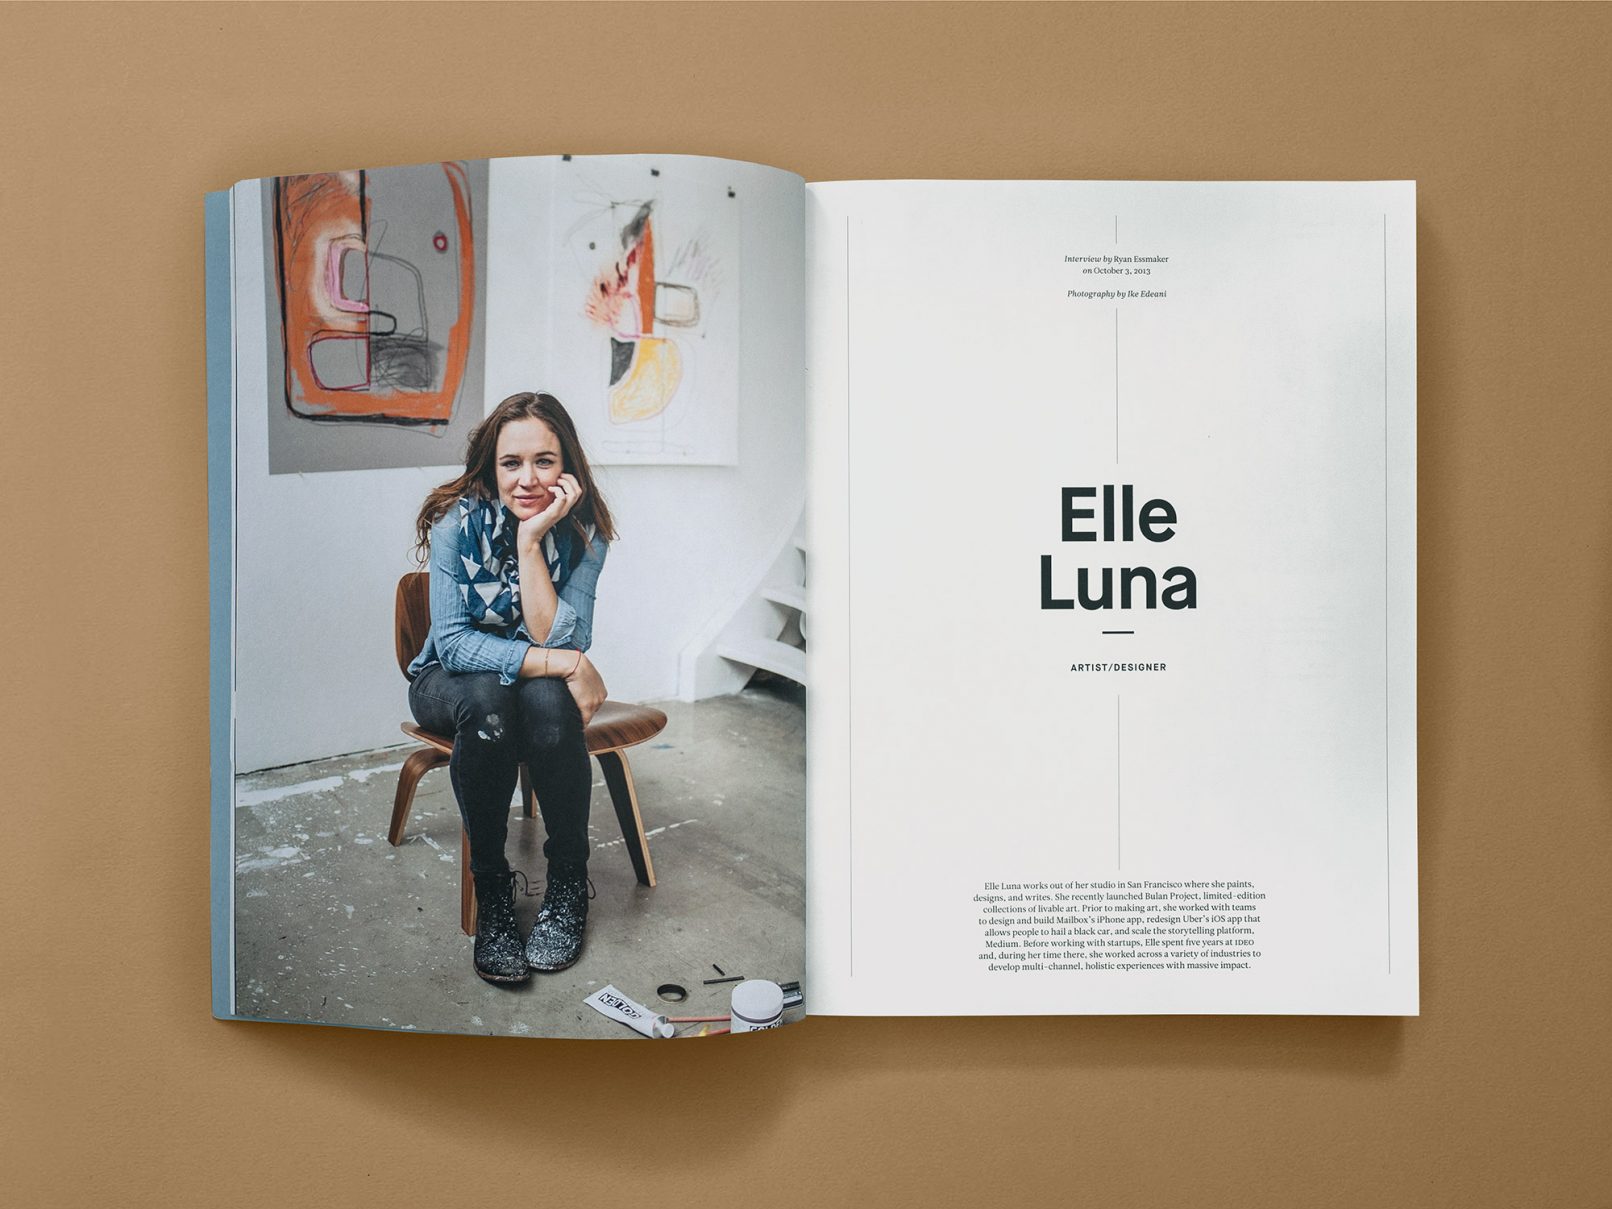 Interview by Ryan Essmaker
on October 3, 2013
Photography by Ike Edeani
Elle
Luna
ARTIST/DESIGNER
Elle Luna works out of her studio in San Francisco where she paints,
designs, and writes. She recently launched Bulan Project, limited-edition
collections of livable art. Prior to making art, she worked with teams
to design and build Mailbox's iPhone app, redesign Uber's iOS app that
allows people to hail a black car, and scale the storytelling platform,
Medium. Before working with startups, Elle spent five years at IDEO
and, during her time there, she worked across a variety of industries to
develop multi-channel, holistic experiences with massive impact.
GOLDEN